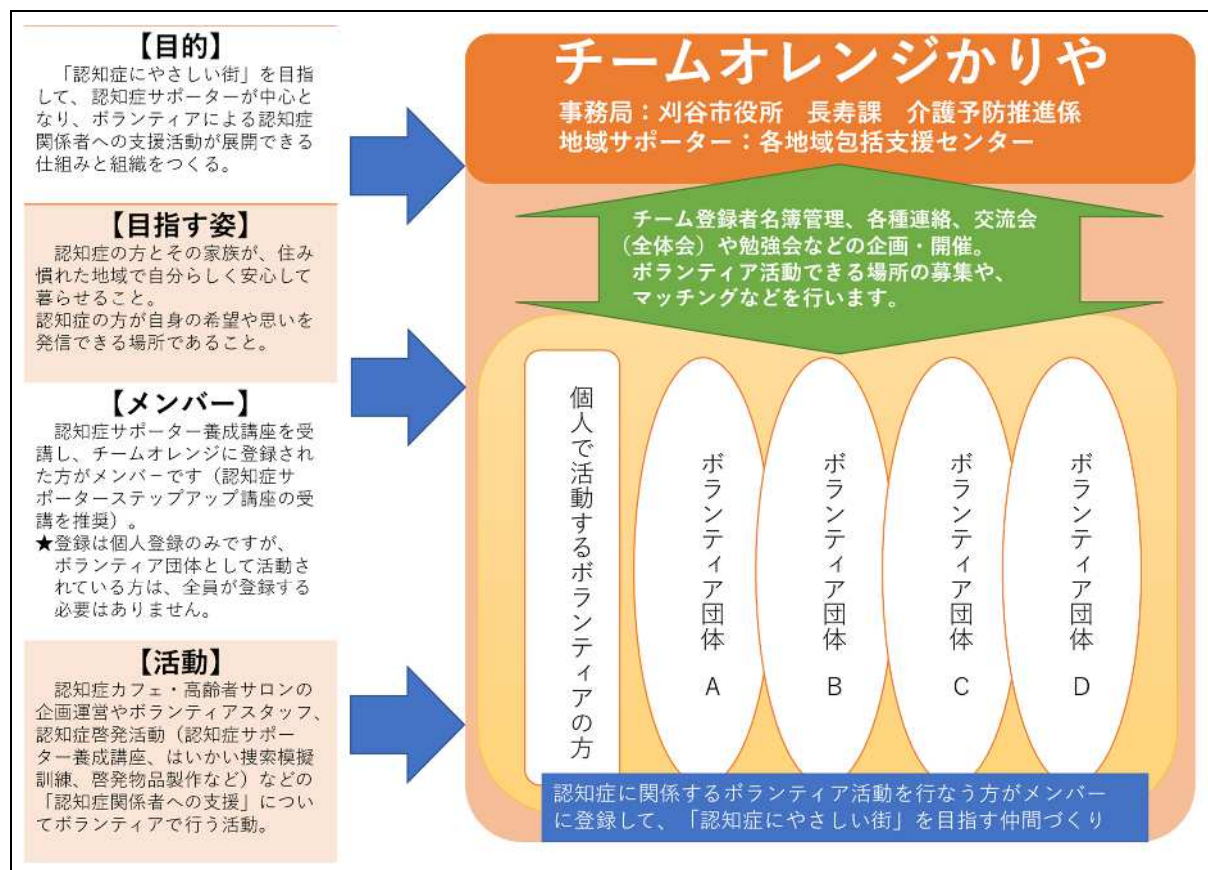 【目的】
「認知症にやさしい街」を目指
して、認知症サポーターが中心と
なり、ボランティアによる認知症
関係者への支援活動が展開できる
仕組みと組織をつくる。
【目指す姿】
認知症の方とその家族が、住み
慣れた地域で自分らしく安心して
暮らせること。
認知症の方が自身の希望や思いを
発信できる場所であること。
【メンバー】
認知症サポーター養成講座を受
講し、チームオレンジに登録され
た方がメンバーです（認知症サ
ポーターステップアップ講座の受
講を推奨）。
★登録は個人登録のみですが、
ボランティア団体として活動
されている方は、全員が登録する
必要はありません。
【活動】
認知症カフェ・高齢者サロンの
企画運営やボランティアスタッフ、
認知症啓発活動（認知症サポー
ター養成講座、はいかい捜索模擬
訓練、啓発物品製作など）などの
「認知症関係者への支援」につい
てボランティアで行う活動。
チームオレンジかりや
事務局：刈谷市役所　長寿課　介護予防推進係
地域サポーター：各地域包括支援センター
チーム登録者名簿管理、各種連絡、交流会
（全体会）や勉強会などの企画・開催。
ボランティア活動できる場所の募集や、
マッチングなどを行います。
個人で活動するボランティアの方
ボランティア団体　A
ボランティア団体　B
ボランティア団体　C
ボランティア団体　D
認知症に関係するボランティア活動を行なう方がメンバー
に登録して、「認知症にやさしい街」を目指す仲間づくり